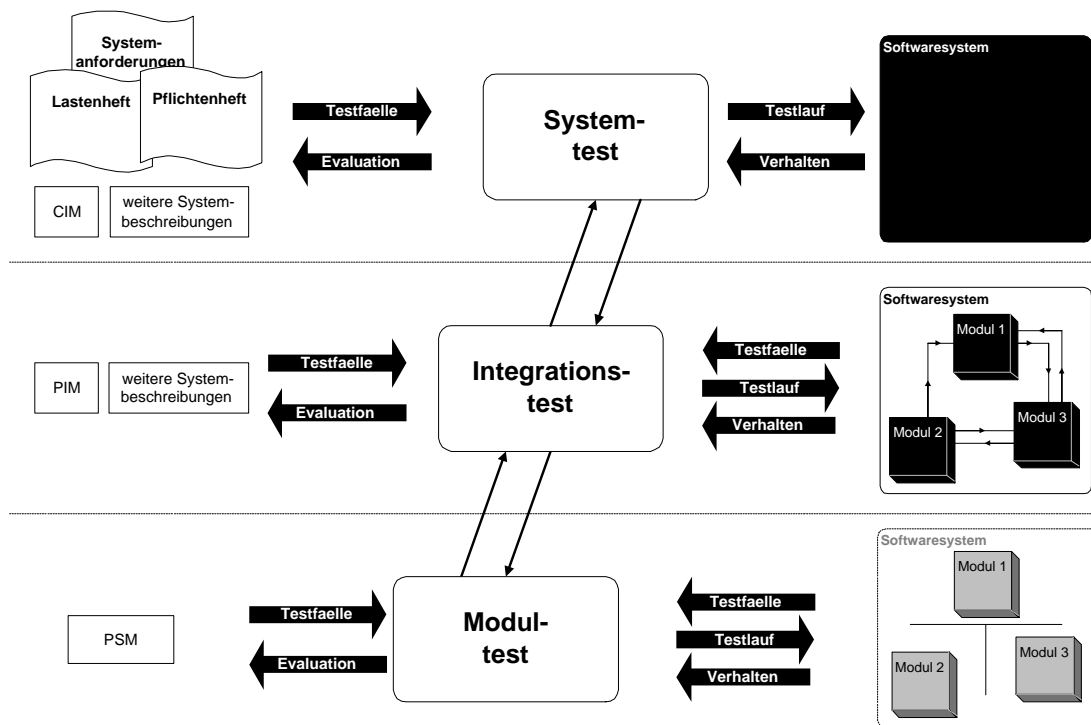 System-
anforderungen
Lastenheft
Pflichtenheft
CIM
weitere System-
beschreibungen
Testfaelle
Evaluation
System-
test
Testlauf
Verhalten
Softwaresystem
PIM
weitere System-
beschreibungen
Testfaelle
Evaluation
Integrations-
test
Testfaelle
Testlauf
Verhalten
Softwaresystem
Modul 1
Modul 2
Modul 3
PSM
Testfaelle
Evaluation
Modul-
test
Testfaelle
Testlauf
Verhalten
Softwaresystem
Modul 1
Modul 2
Modul 3